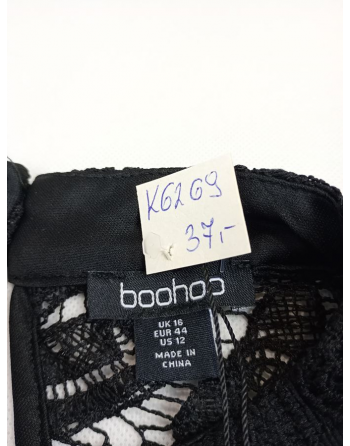 K6269
37,-
boohoo
UK 16
EUR 44
US 12
MADE IN
CHINA